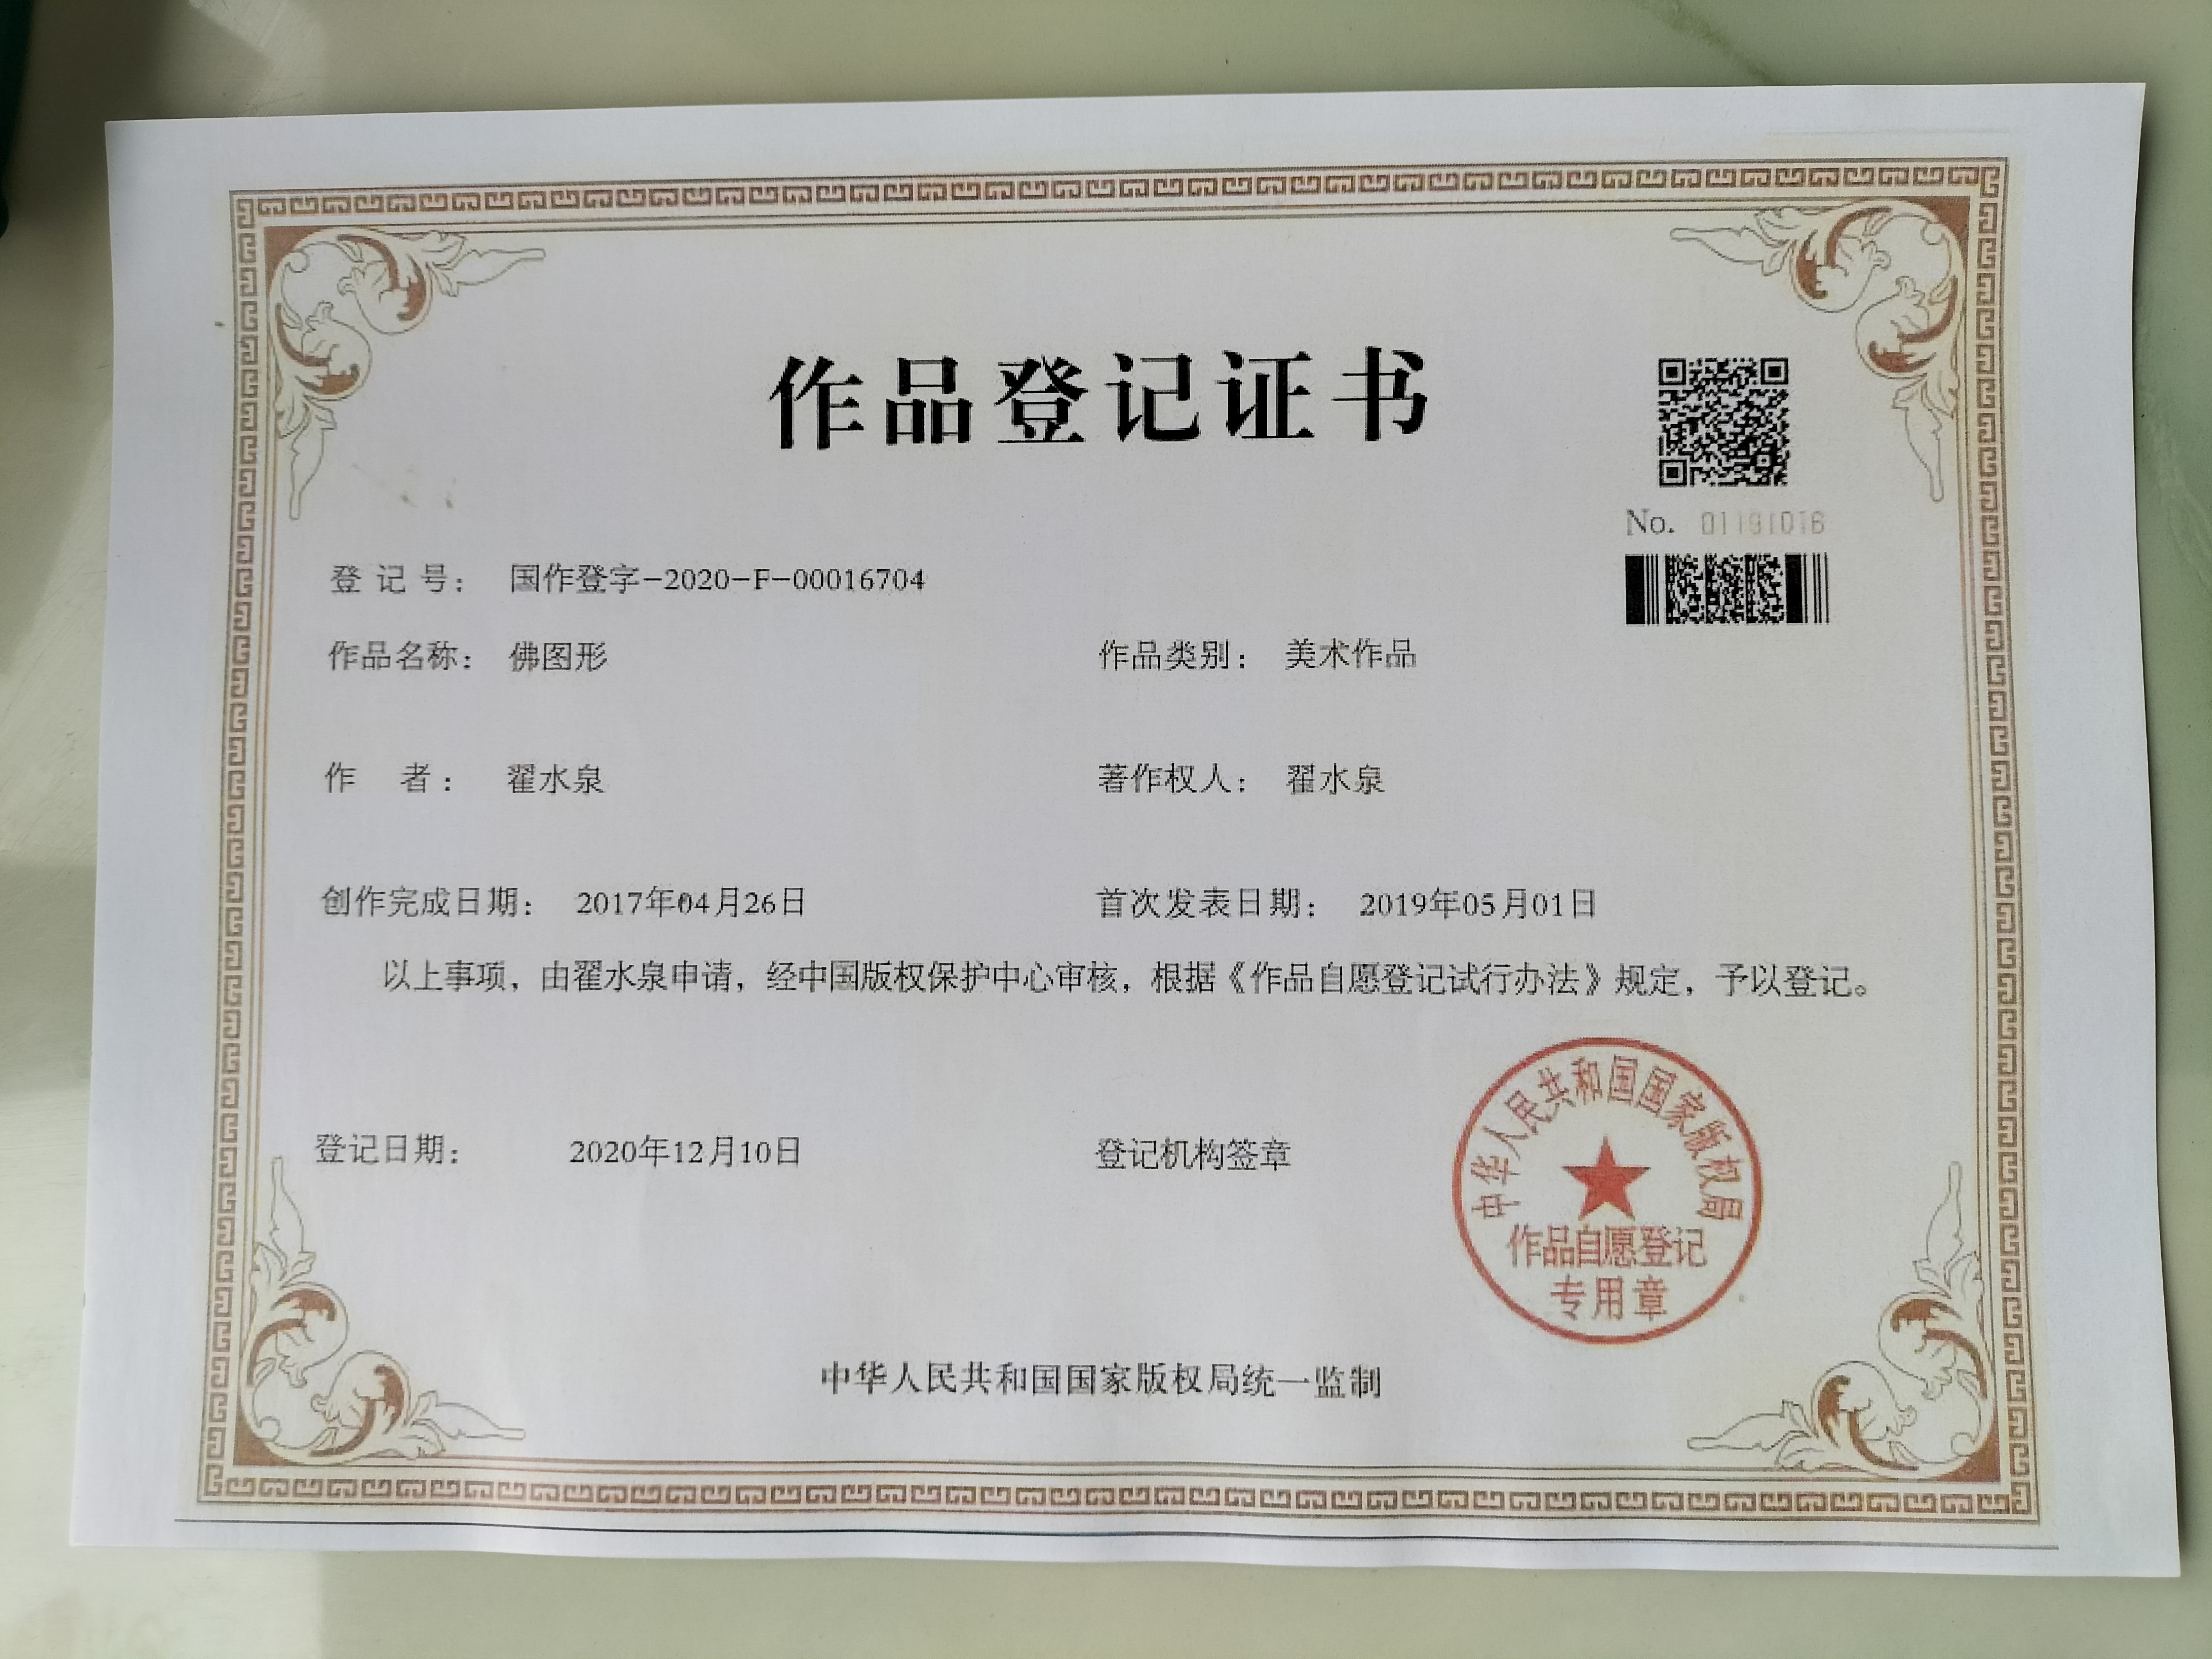 作品登记证书
No. 01191016
登记号： 国作登字-2020-F-00016704
作品名称： 佛图形 作品类别： 美术作品
作者： 翟水泉 著作权人： 翟水泉
创作完成日期： 2017年04月26日 首次发表日期： 2019年05月01日
以上事项，由翟水泉申请，经中国版权保护中心审核，根据《作品自愿登记试行办法》规定，予以登记。
登记日期： 2020年12月10日 登记机构签章
中华人民共和国国家版权局
作品自愿登记
专用章
中华人民共和国国家版权局统一监制